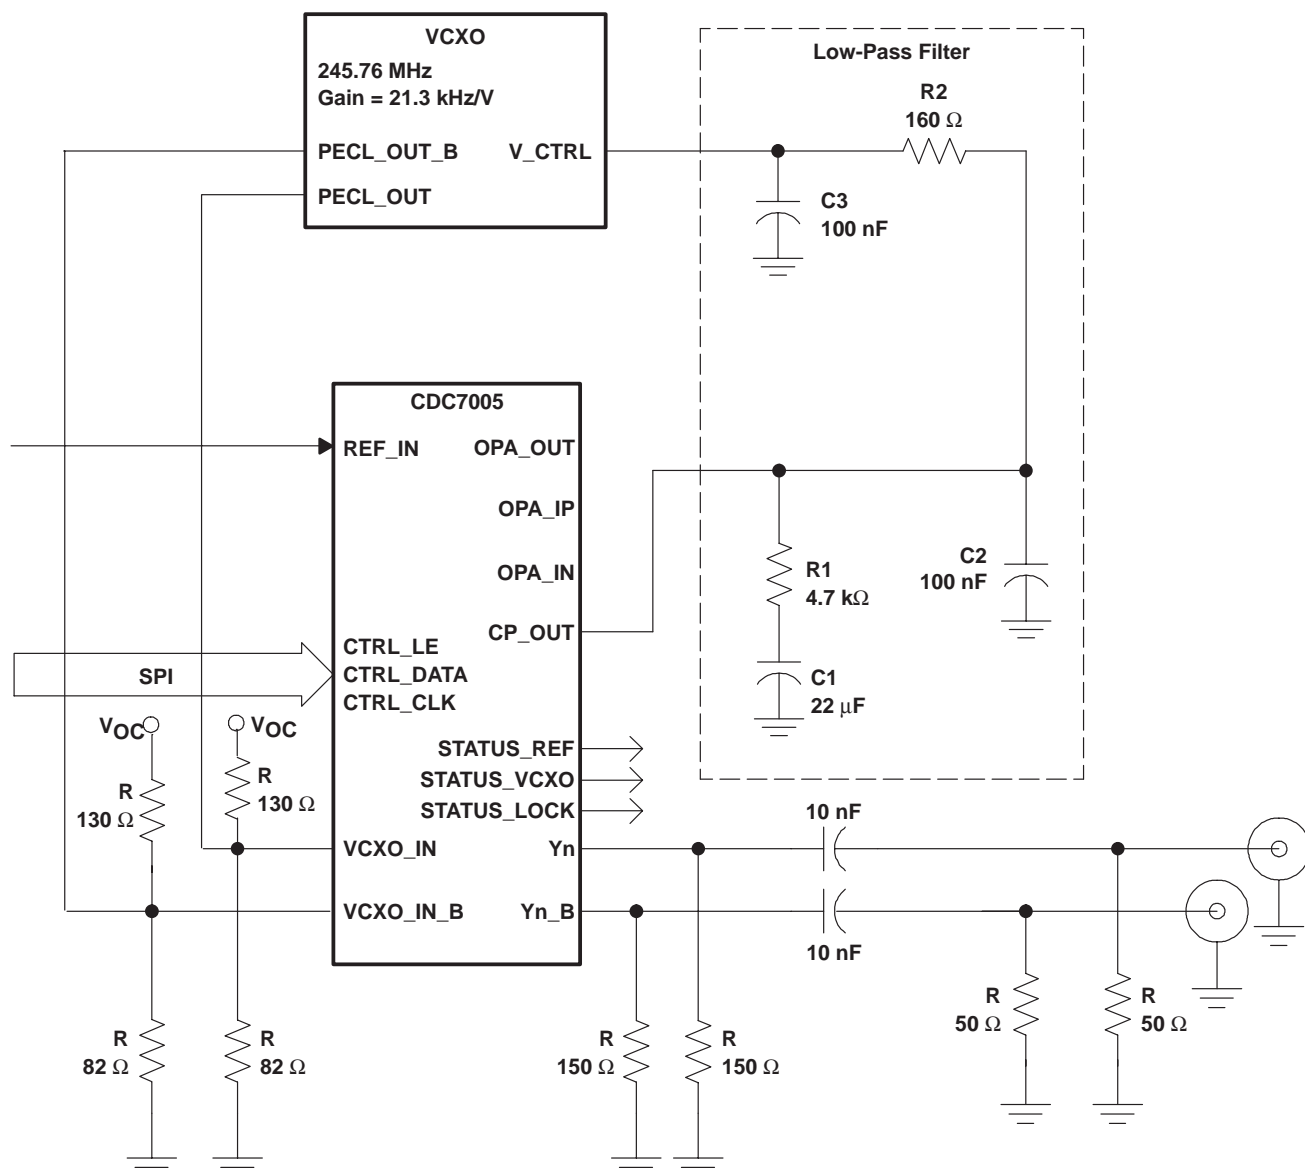 VCXO
245.76 MHz
Gain = 21.3 kHz/V
PECL_OUT_B
V_CTRL
PECL_OUT
Low-Pass Filter
R2
160 Ω
C3
100 nF
CDC7005
REF_IN
OPA_OUT
OPA_IP
OPA_IN
CP_OUT
CTRL_LE
CTRL_DATA
CTRL_CLK
SPI
STATUS_REF
STATUS_VCXO
STATUS_LOCK
VCXO_IN
Yn
VCXO_IN_B
Yn_B
R1
4.7 kΩ
C2
100 nF
C1
22 μF
VOC
VOC
R
130 Ω
R
130 Ω
10 nF
10 nF
R
82 Ω
R
82 Ω
R
150 Ω
R
150 Ω
R
50 Ω
R
50 Ω